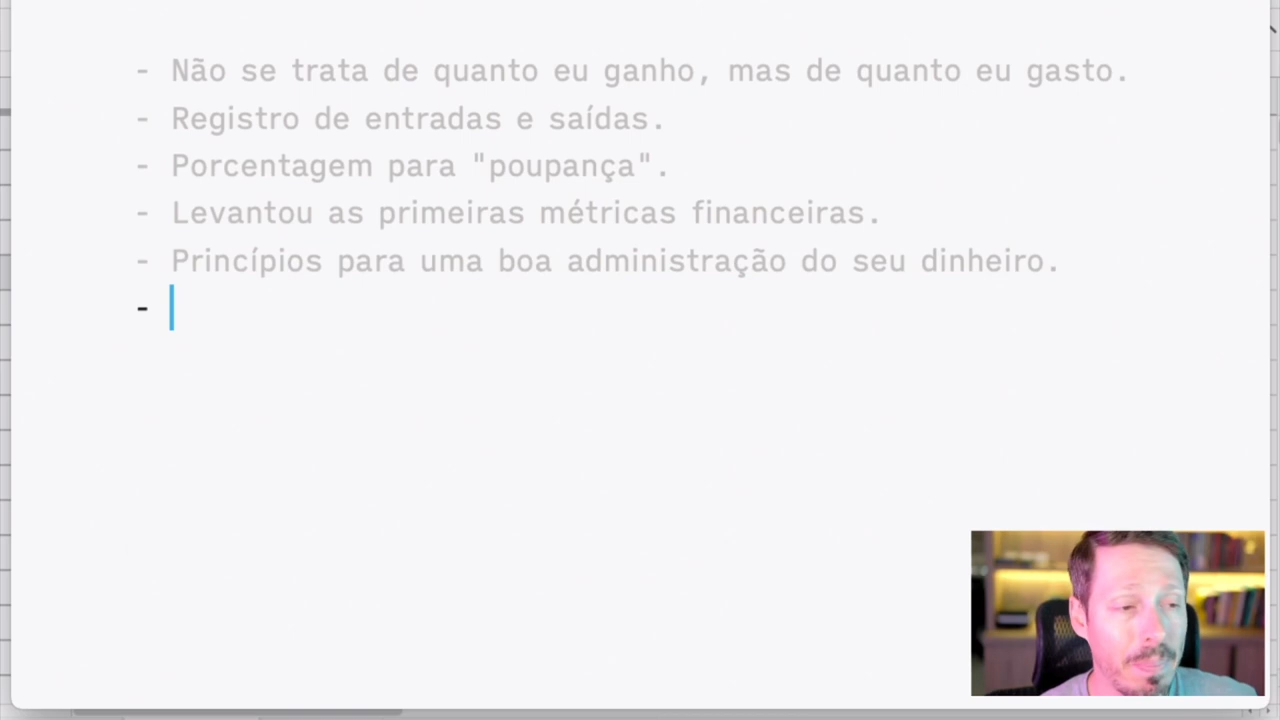 - Não se trata de quanto eu ganho, mas de quanto eu gasto.
- Registro de entradas e saídas.
- Porcentagem para "poupança".
- Levantou as primeiras métricas financeiras.
- Princípios para uma boa administração do seu dinheiro.
-